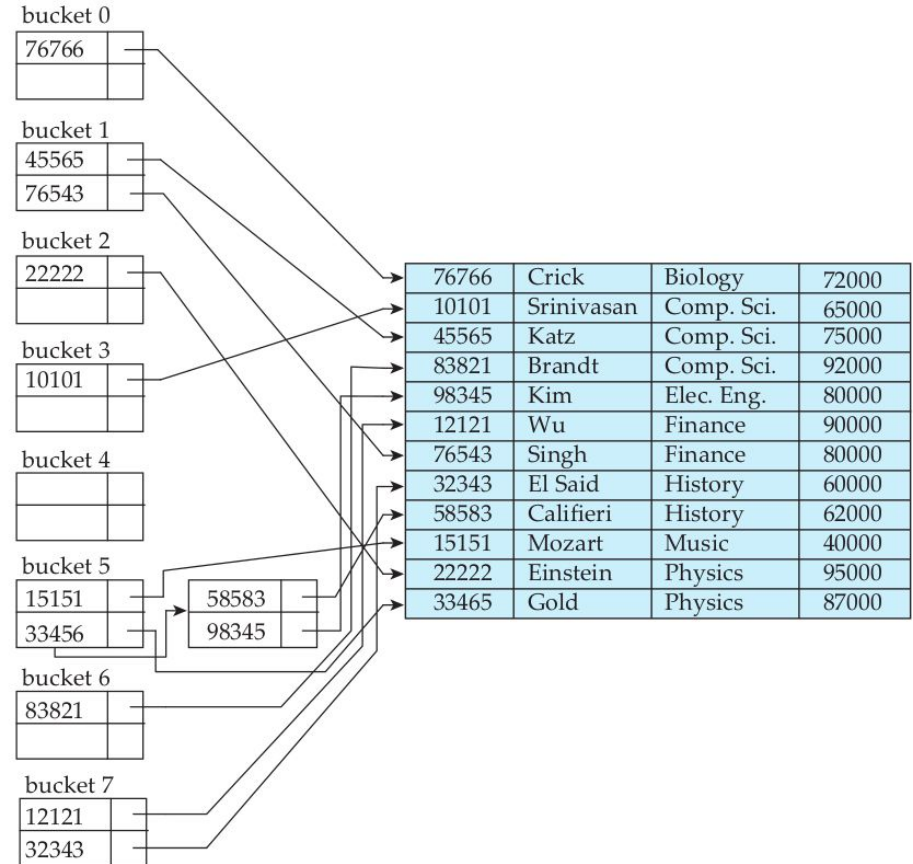 bucket 0
76766
bucket 1
45565
76543
bucket 2
22222
bucket 3
10101
bucket 4
bucket 5
15151
33456
58583
98345
bucket 6
83821
bucket 7
12121
32343
76766 Crick Biology 72000
10101 Srinivasan Comp. Sci. 65000
45565 Katz Comp. Sci. 75000
83821 Brandt Comp. Sci. 92000
98345 Kim Elec. Eng. 80000
12121 Wu Finance 90000
76543 Singh Finance 80000
32343 El Said History 60000
58583 Califieri History 62000
15151 Mozart Music 40000
22222 Einstein Physics 95000
33465 Gold Physics 87000